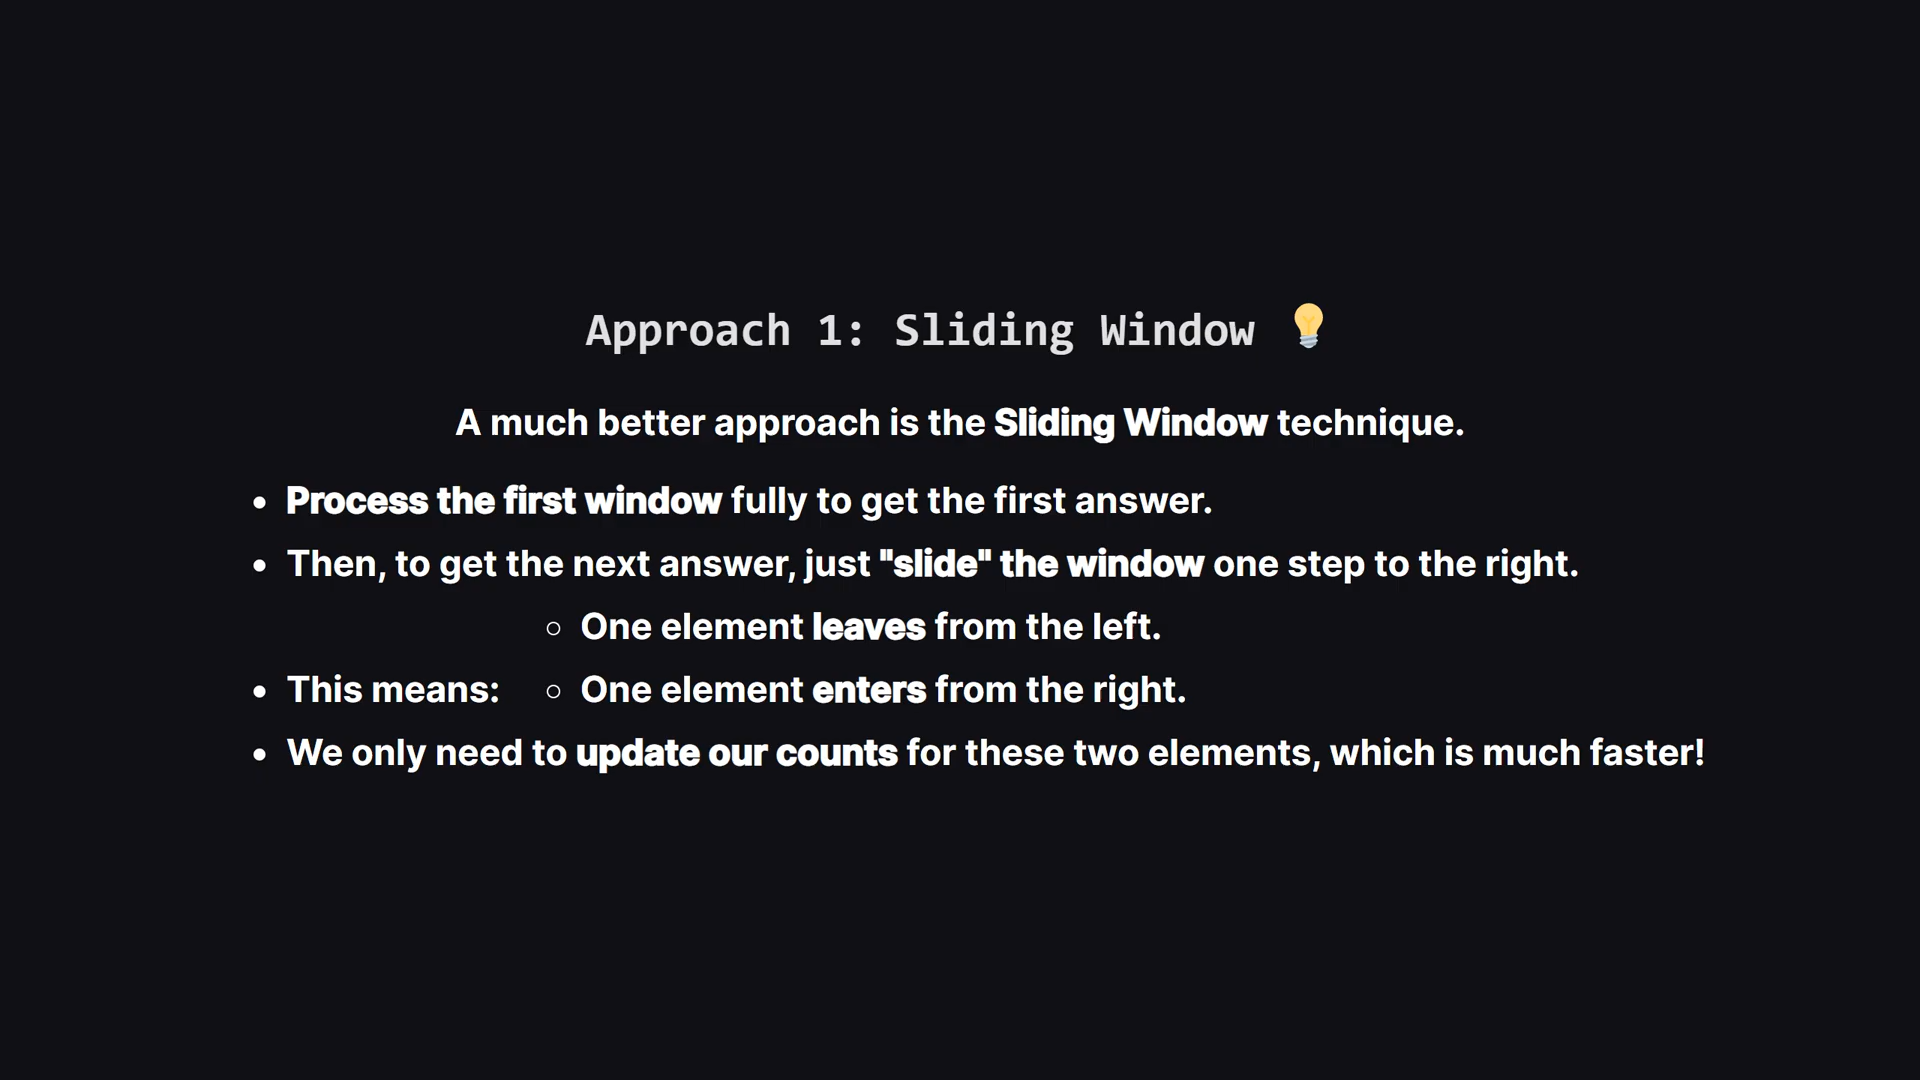 Approach 1: Sliding Window 💡
A much better approach is the Sliding Window technique.
• Process the first window fully to get the first answer.
• Then, to get the next answer, just "slide" the window one step to the right.
○ One element leaves from the left.
• This means: ○ One element enters from the right.
• We only need to update our counts for these two elements, which is much faster!